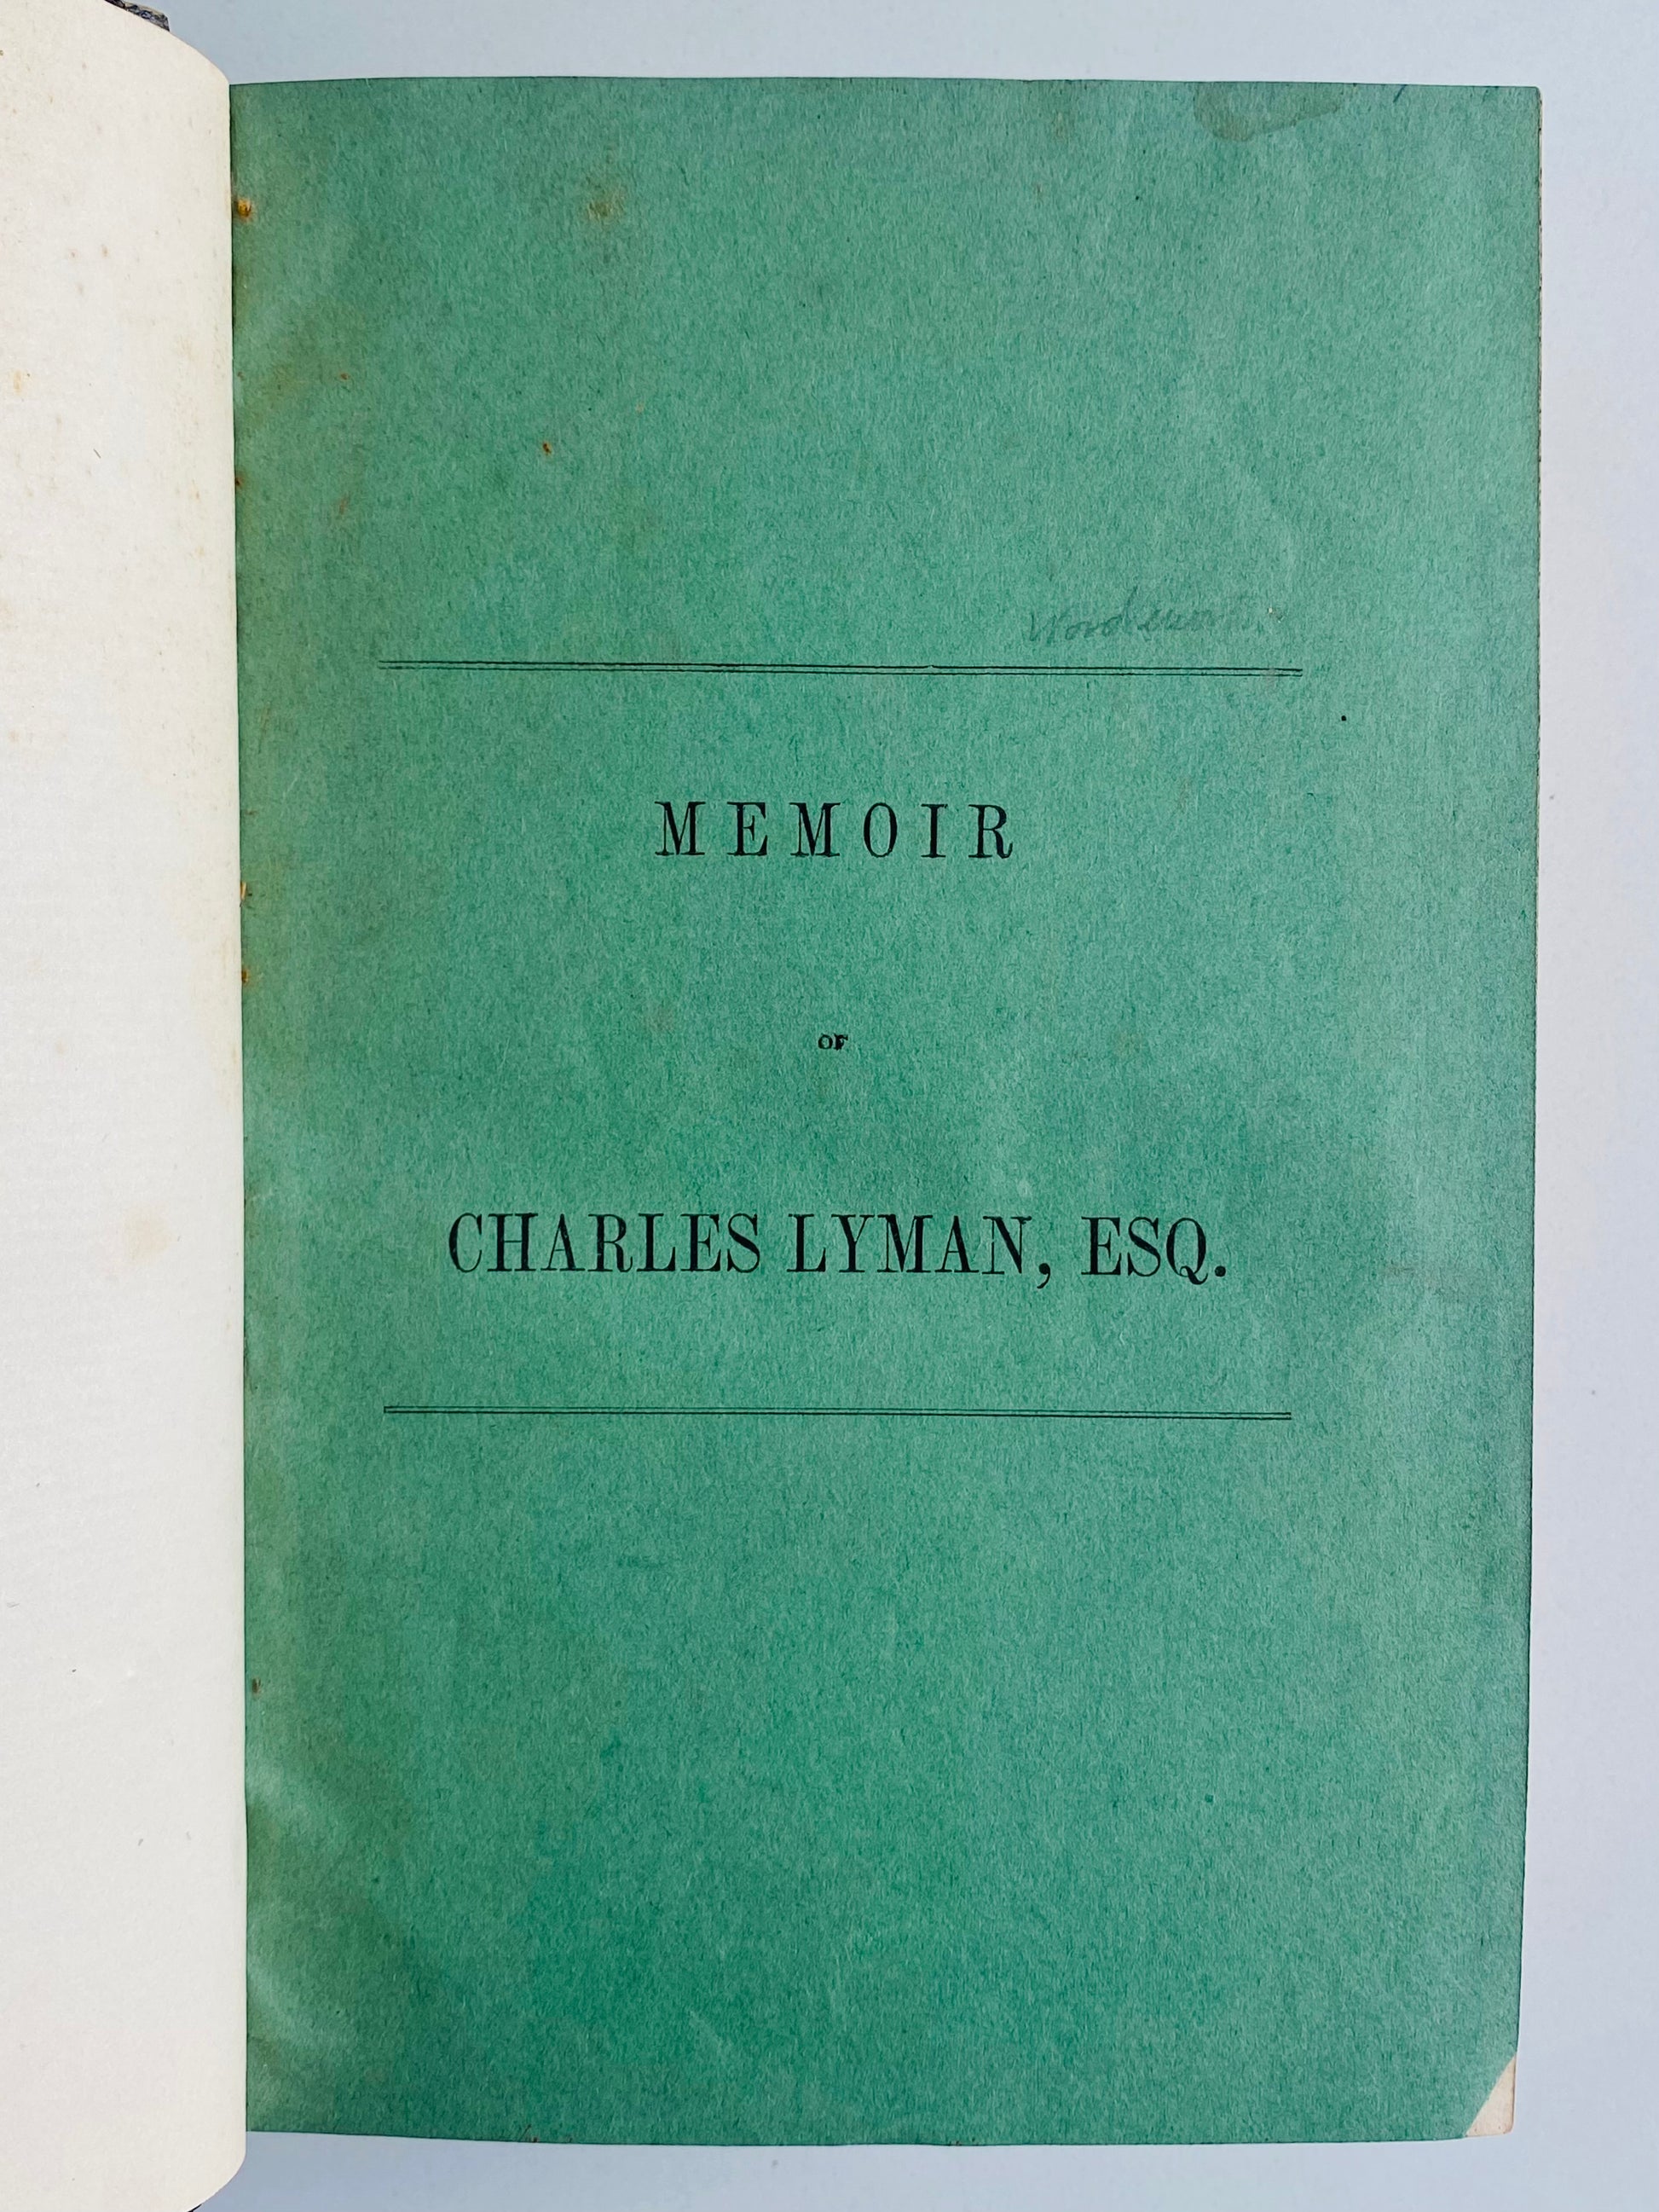 MEMOIR
OF
CHARLES LYMAN, ESQ.